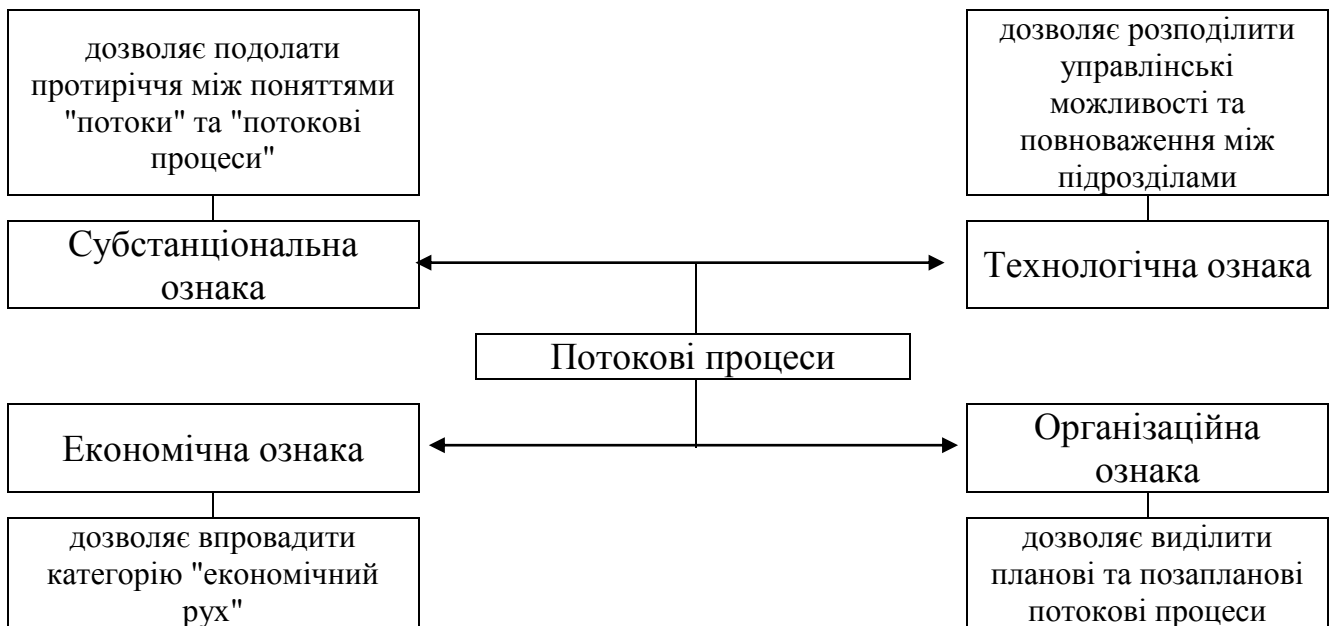 дозволяє подолати
протиріччя між поняттями
"потоки" та "потокові
процеси"
Субстанціональна
ознака
дозволяє розподілити
управлінські
можливості та
повноваження між
підрозділами
Технологічна ознака
Потокові процеси
Економічна ознака
дозволяє впровадити
категорію "економічний
рух"
Організаційна
ознака
дозволяє виділити
планові та позапланові
потокові процеси